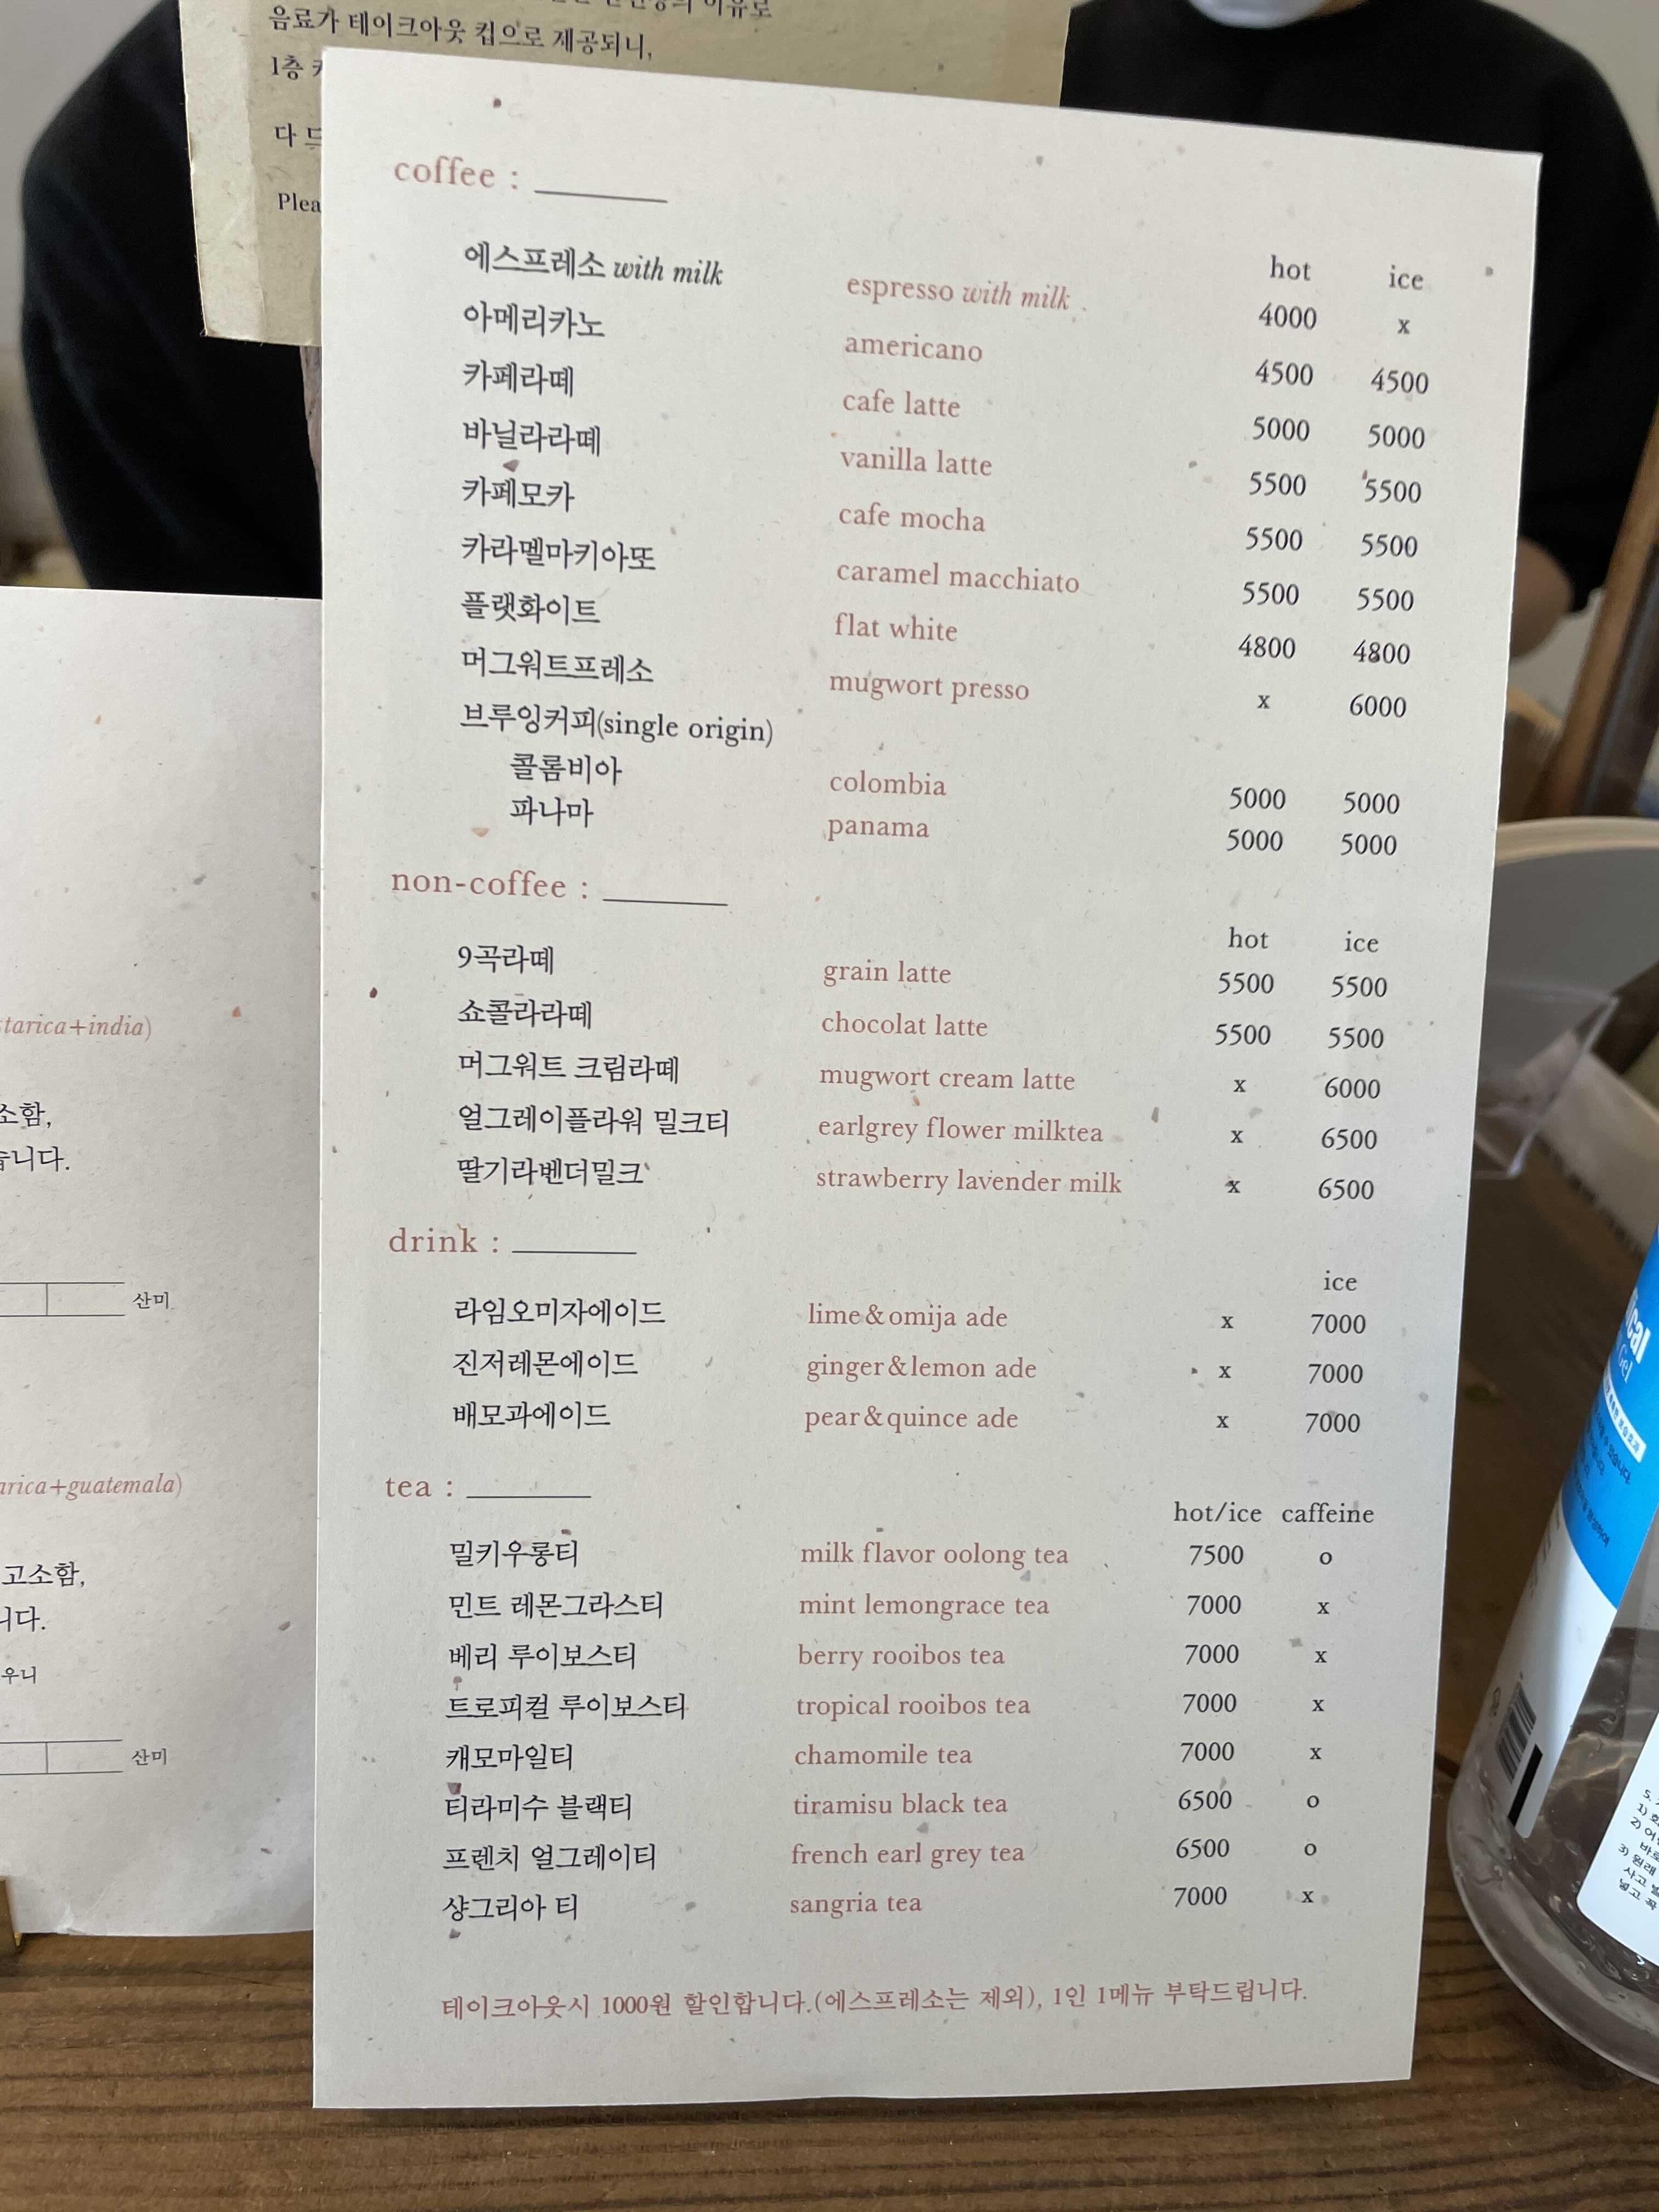 음료가 테이크아웃 컵으로 제공되니,
1층
다
coffee :
hot ice
에스프레소 with milk espresso with milk 4000 x
아메리카노 americano 4500 4500
카페라떼 cafe latte 5000 5000
바닐라라떼 vanilla latte 5500 5500
카페모카 cafe mocha 5500 5500
카라멜마키아또 caramel macchiato 5500 5500
플랫화이트 flat white 4800 4800
머그워트프레소 mugwort presso x 6000
브루잉커피(single origin)
콜롬비아 colombia 5000 5000
파나마 panama 5000 5000
non-coffee :
hot ice
9곡라떼 grain latte 5500 5500
쇼콜라라떼 chocolat latte 5500 5500
머그워트 크림라떼 mugwort cream latte x 6000
얼그레이플라워 밀크티 earlgrey flower milktea x 6500
딸기라벤더밀크 strawberry lavender milk x 6500
drink :
ice
라임오미자에이드 lime&omija ade x 7000
진저레몬에이드 ginger&lemon ade x 7000
배모과에이드 pear&quince ade x 7000
tea :
hot/ice caffeine
밀키우롱티 milk flavor oolong tea 7500 o
민트 레몬그라스티 mint lemongrace tea 7000 x
베리 루이보스티 berry rooibos tea 7000 x
트로피컬 루이보스티 tropical rooibos tea 7000 x
캐모마일티 chamomile tea 7000 x
티라미수 블랙티 tiramisu black tea 6500 o
프렌치 얼그레이티 french earl grey tea 6500 o
샹그리아 티 sangria tea 7000 x
테이크아웃시 1000원 할인합니다.(에스프레소는 제외), 1인 1메뉴 부탁드립니다.
tarica+india)
소함,
습니다.
산미
arica+guatemala)
고소함,
니다.
우니
산미
Gel